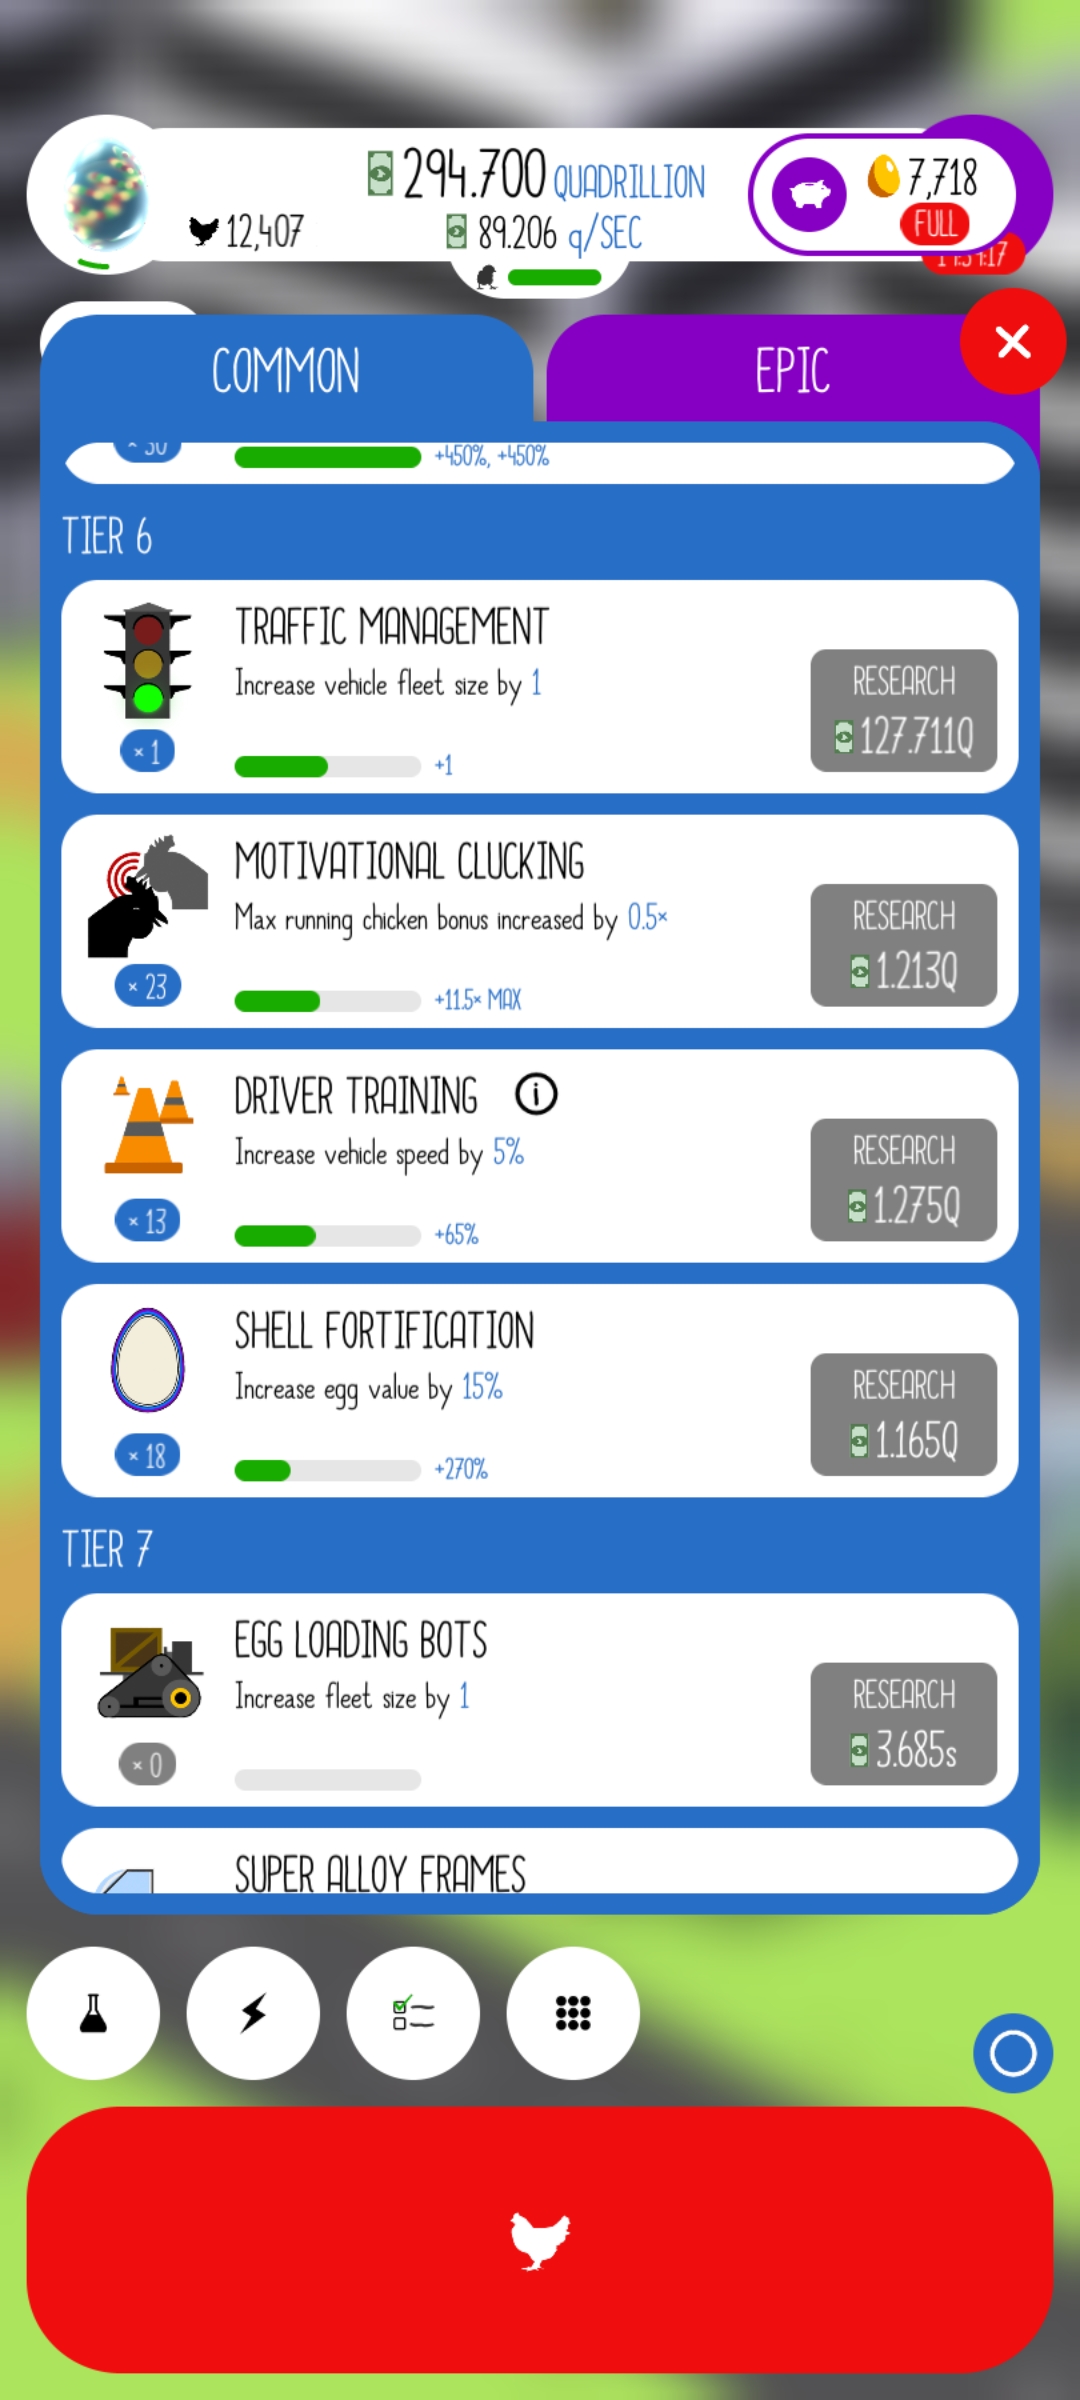 294.700 QUADRILLION
12,407
89.206 q/SEC
7,718
FULL
COMMON
EPIC
× 30
+450%, +450%
TIER 6
TRAFFIC MANAGEMENT
Increase vehicle fleet size by 1
RESEARCH
127.711Q
× 1
+1
MOTIVATIONAL CLUCKING
Max running chicken bonus increased by 0.5×
RESEARCH
1.213Q
× 23
+11.5× MAX
DRIVER TRAINING
Increase vehicle speed by 5%
RESEARCH
1.275Q
× 13
+65%
SHELL FORTIFICATION
Increase egg value by 15%
RESEARCH
1.165Q
× 18
+270%
TIER 7
EGG LOADING BOTS
Increase fleet size by 1
RESEARCH
3.685s
× 0
SUPER ALLOY FRAMES